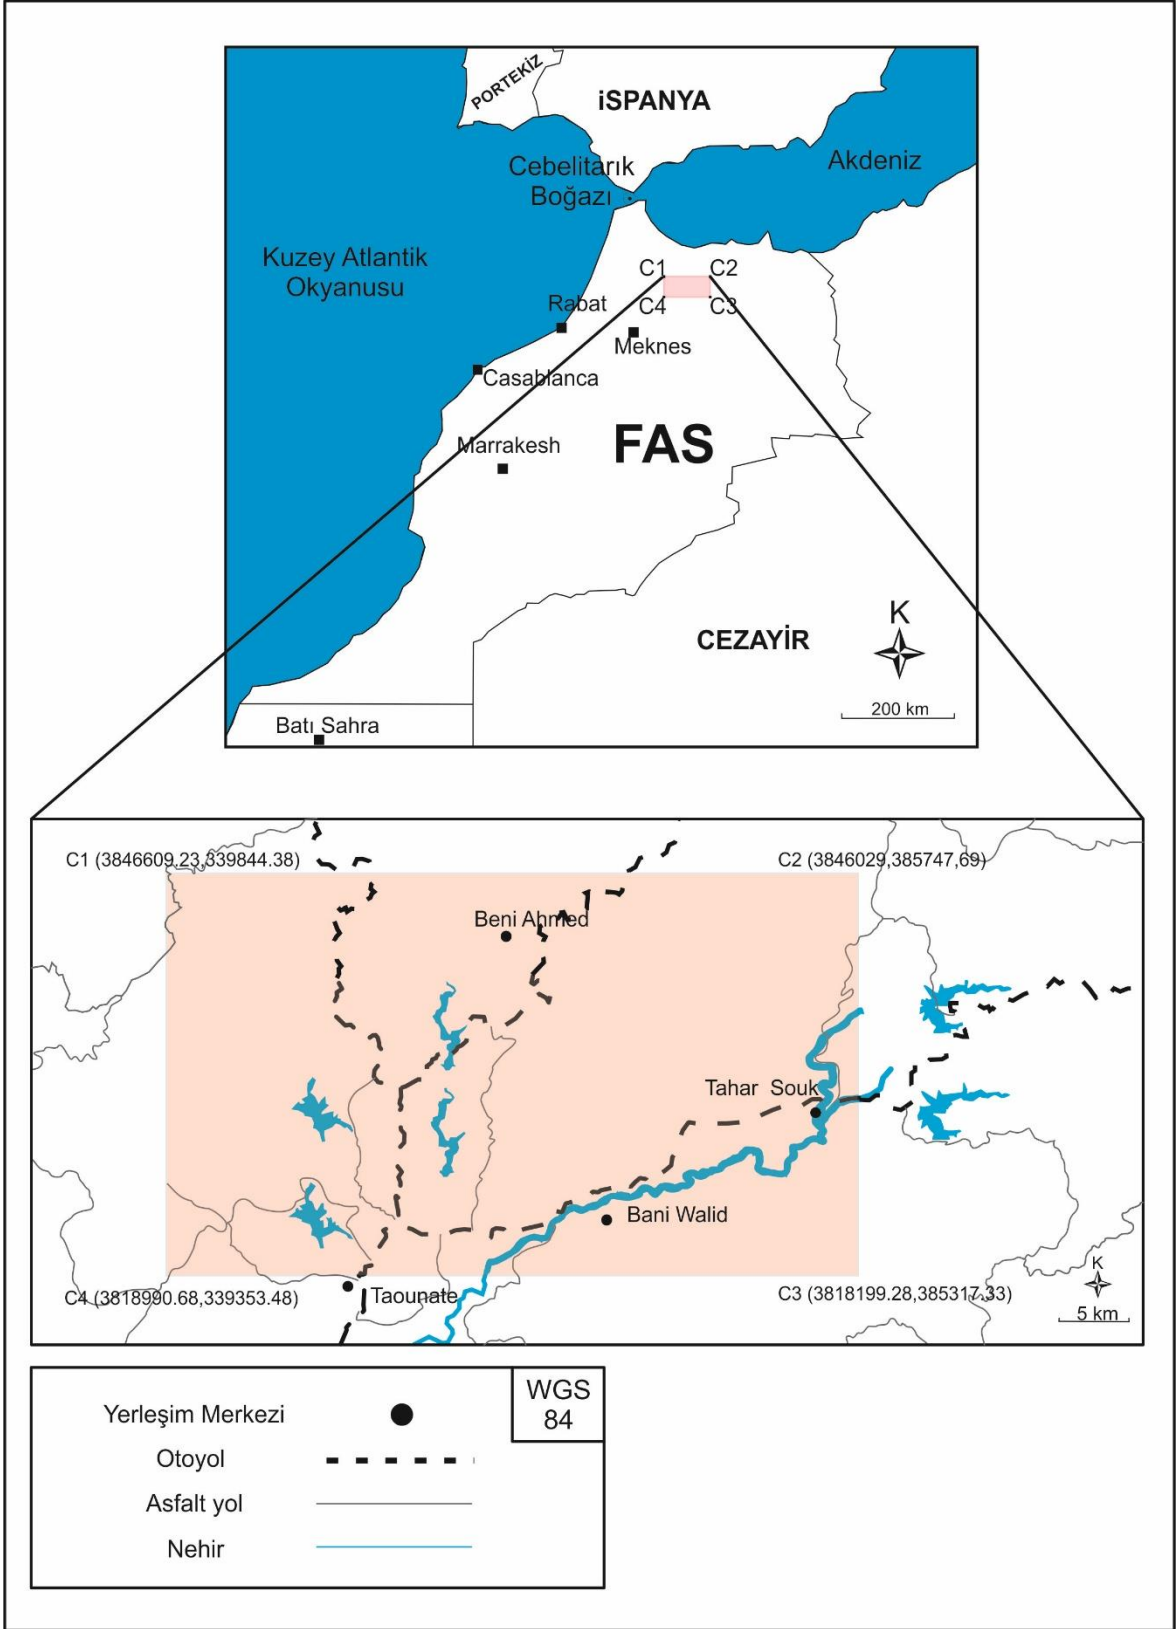 PORTEKİZ
iSPANYA
Cebelitarık
Boğazı
Akdeniz
Kuzey Atlantik
Okyanusu
C1
C2
C4
C3
Rabat
Meknes
Casablanca
Marrakesh
FAS
K
CEZAYİR
200 km
Batı Sahra
C1 (3846609.23,339844.38)
C2 (3846029,385747,69)
Beni Ahmed
Tahar Souk
Bani Walid
K
C4 (3818990.68,339353.48)
Taounate
C3 (3818199.28,385317.33)
5 km
WGS
84
Yerleşim Merkezi
Otoyol
Asfalt yol
Nehir